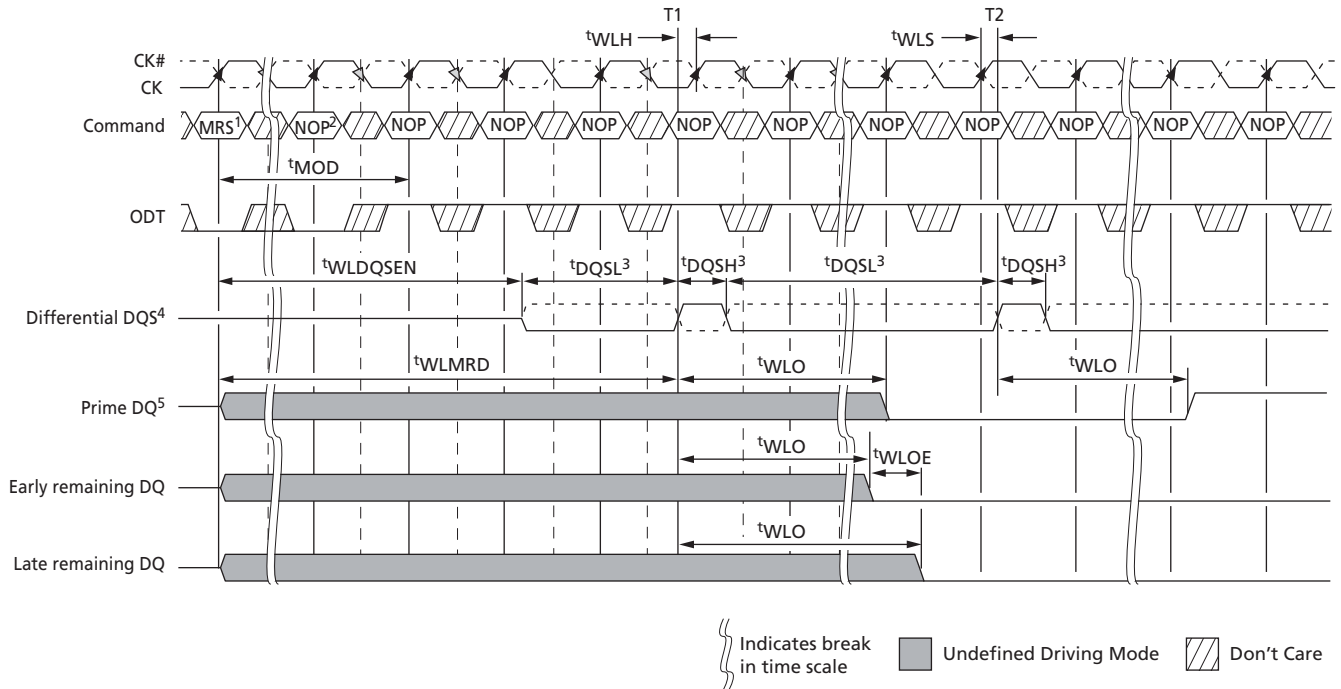 T1 T2
tWLH tWLS
CK#
CK
Command MRS1 NOP2 NOP NOP NOP NOP NOP NOP NOP NOP NOP NOP
tMOD
ODT
tWLDQSEN tDQSL3 tDQSH3 tDQSL3 tDQSH3
Differential DQS4
tWLMRD tWLO tWLO
Prime DQ5
tWLO tWLOE
Early remaining DQ
tWLO
Late remaining DQ
Indicates break
in time scale
Undefined Driving Mode
Don't Care